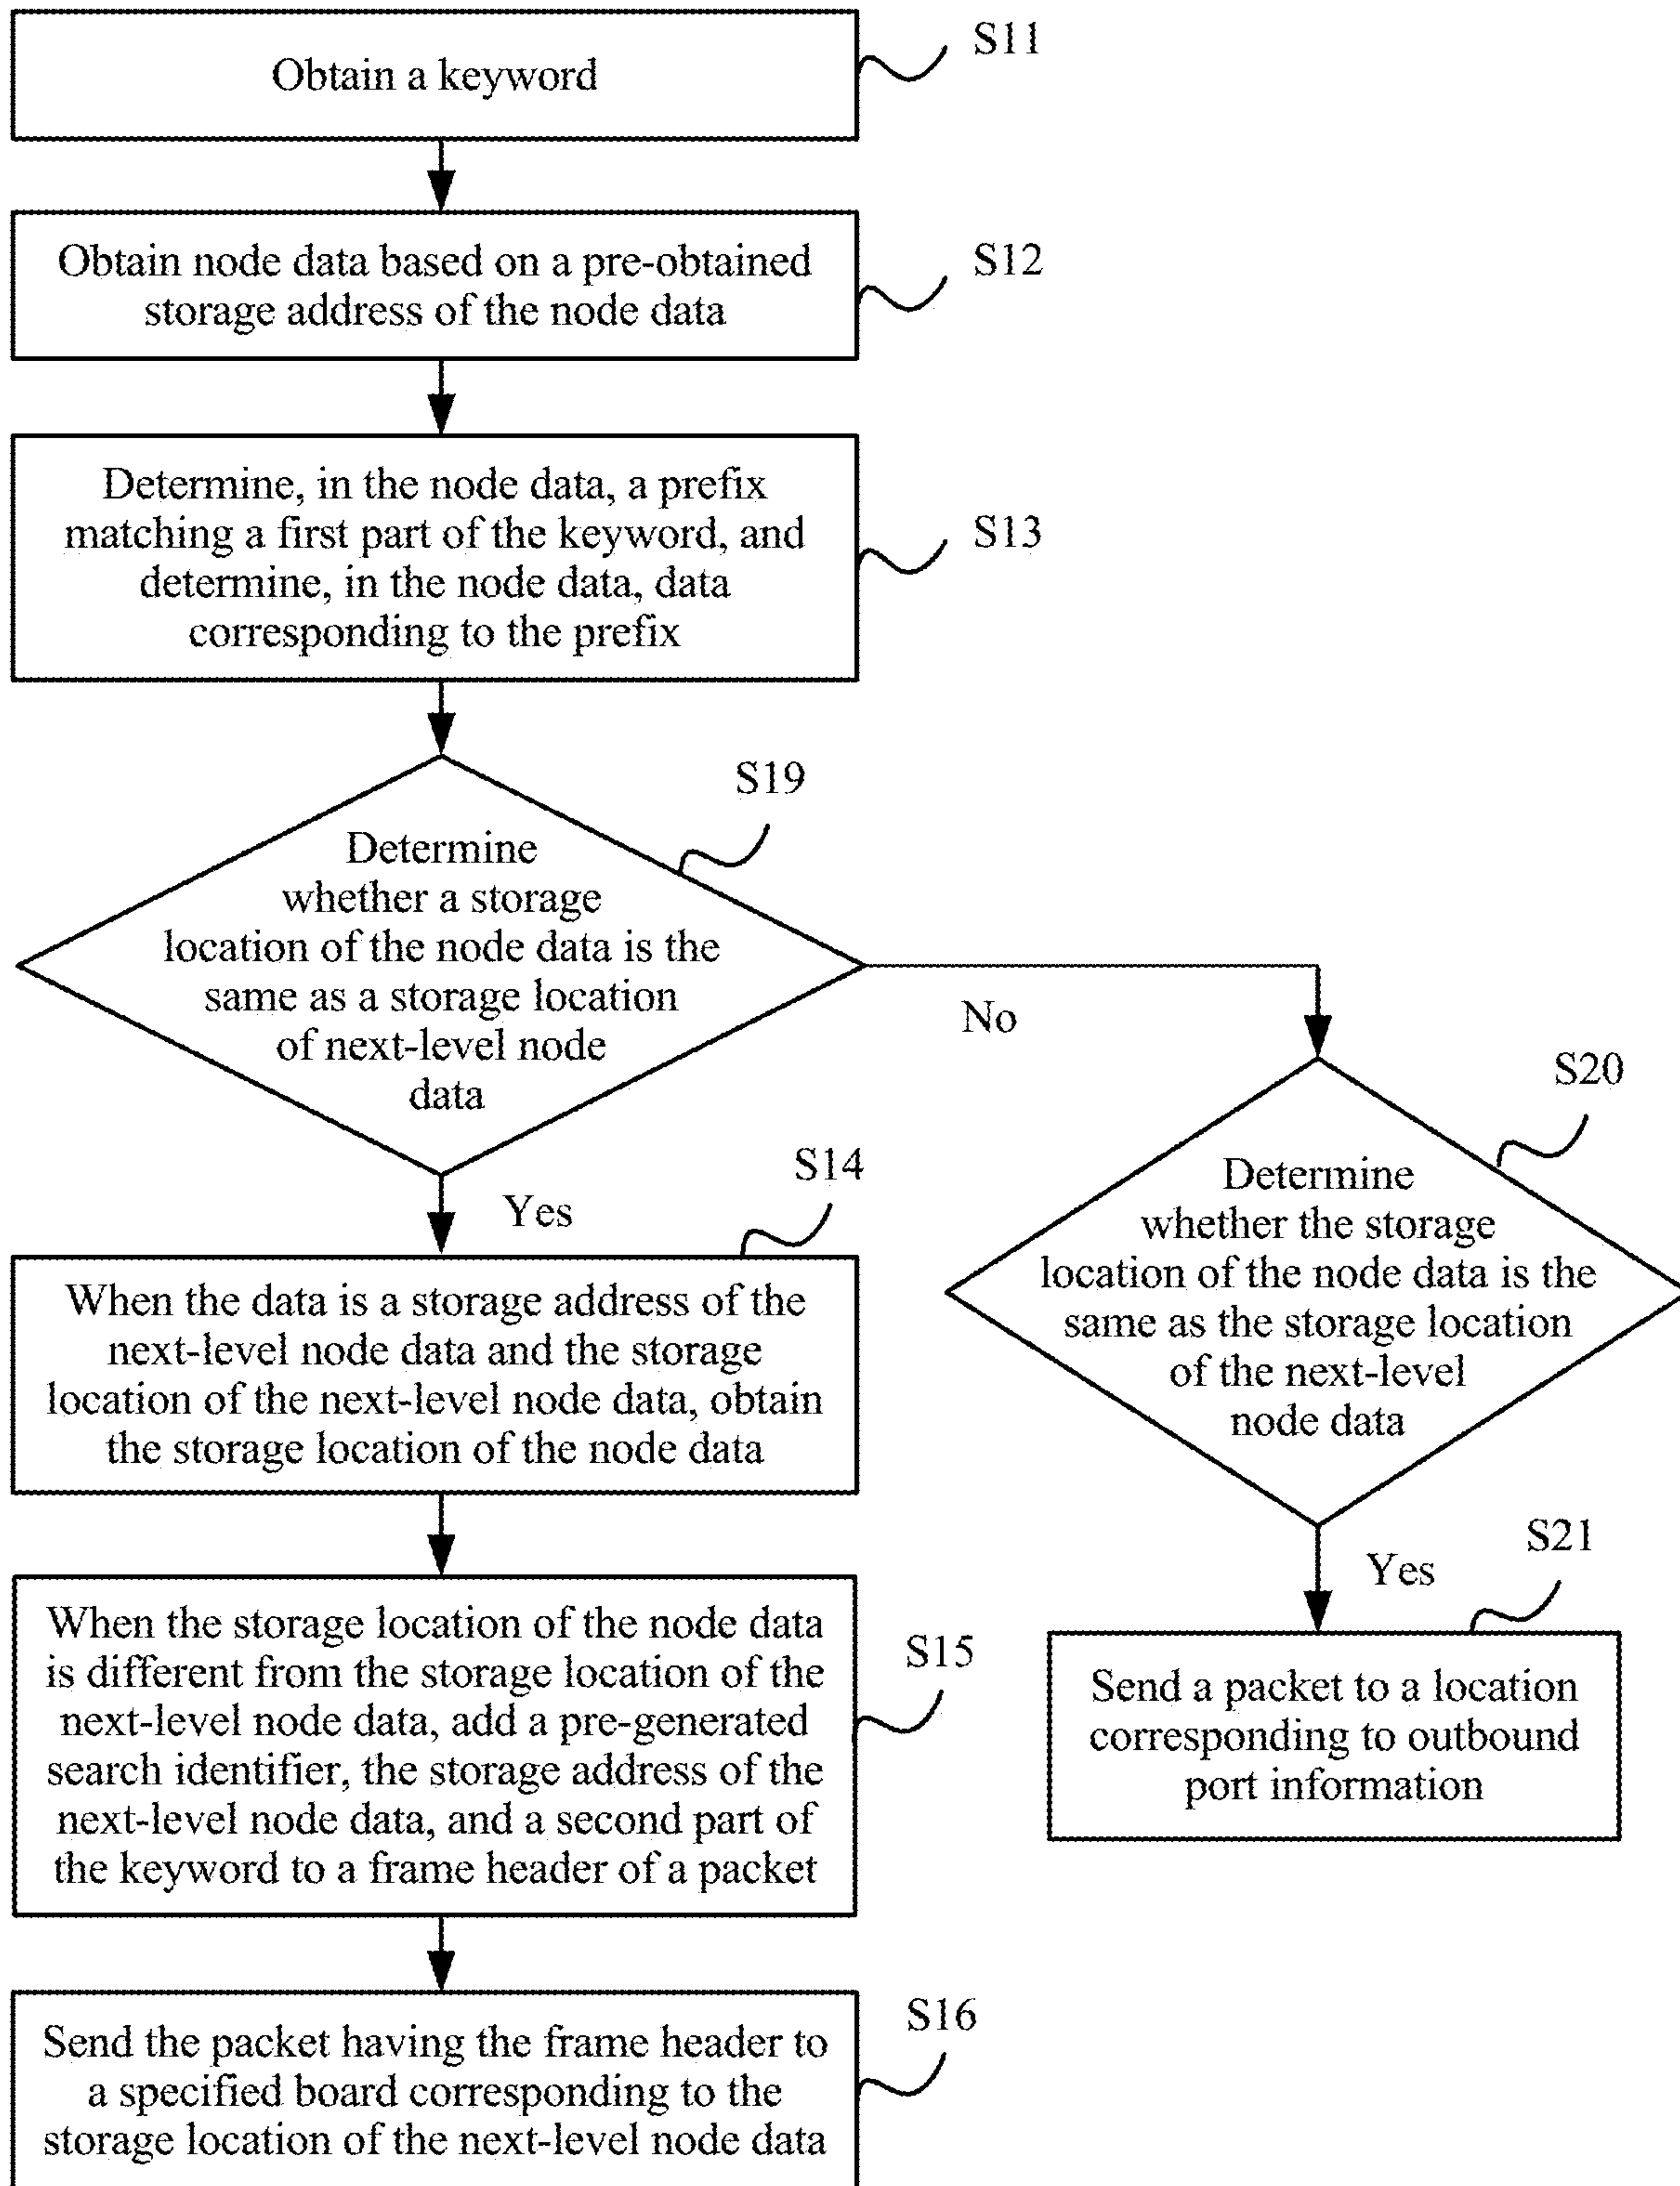 Obtain a keyword
S11
Obtain node data based on a pre-obtained
storage address of the node data
S12
Determine, in the node data, a prefix
matching a first part of the keyword, and
determine, in the node data, data
corresponding to the prefix
S13
S19
Determine
whether a storage
location of the node data is the
same as a storage location
of next-level node
data
No
Yes
S14
When the data is a storage address of the
next-level node data and the storage
location of the next-level node data, obtain
the storage location of the node data
S20
Determine
whether the storage
location of the node data is the
same as the storage location
of the next-level
node data
Yes
S21
Send a packet to a location
corresponding to outbound
port information
When the storage location of the node data
is different from the storage location of the
next-level node data, add a pre-generated
search identifier, the storage address of the
next-level node data, and a second part of
the keyword to a frame header of a packet
S15
Send the packet having the frame header to
a specified board corresponding to the
storage location of the next-level node data
S16